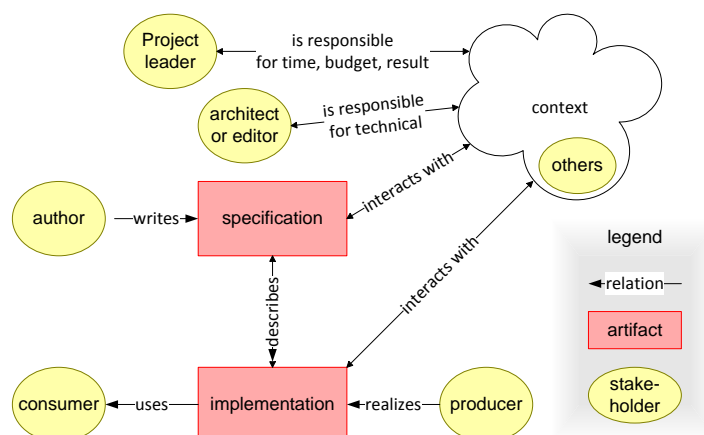 Project
leader
is responsible
for time, budget, result
architect
or editor
is responsible
for technical
context
others
interacts with
author
writes
specification
interacts with
describes
legend
relation
artifact
stake-
holder
consumer
uses
implementation
realizes
producer